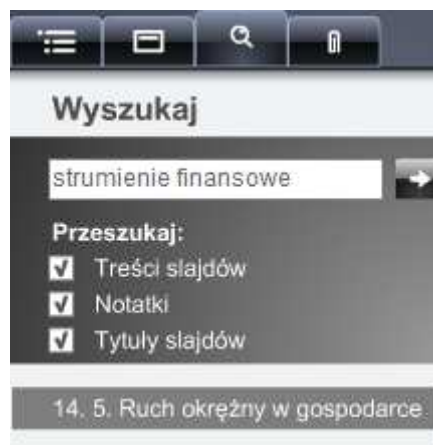 Wyszukaj
strumienie finansowe
Przeszukaj:
Treści slajdów
Notatki
Tytuły slajdów
14. 5. Ruch okrężny w gospodarce